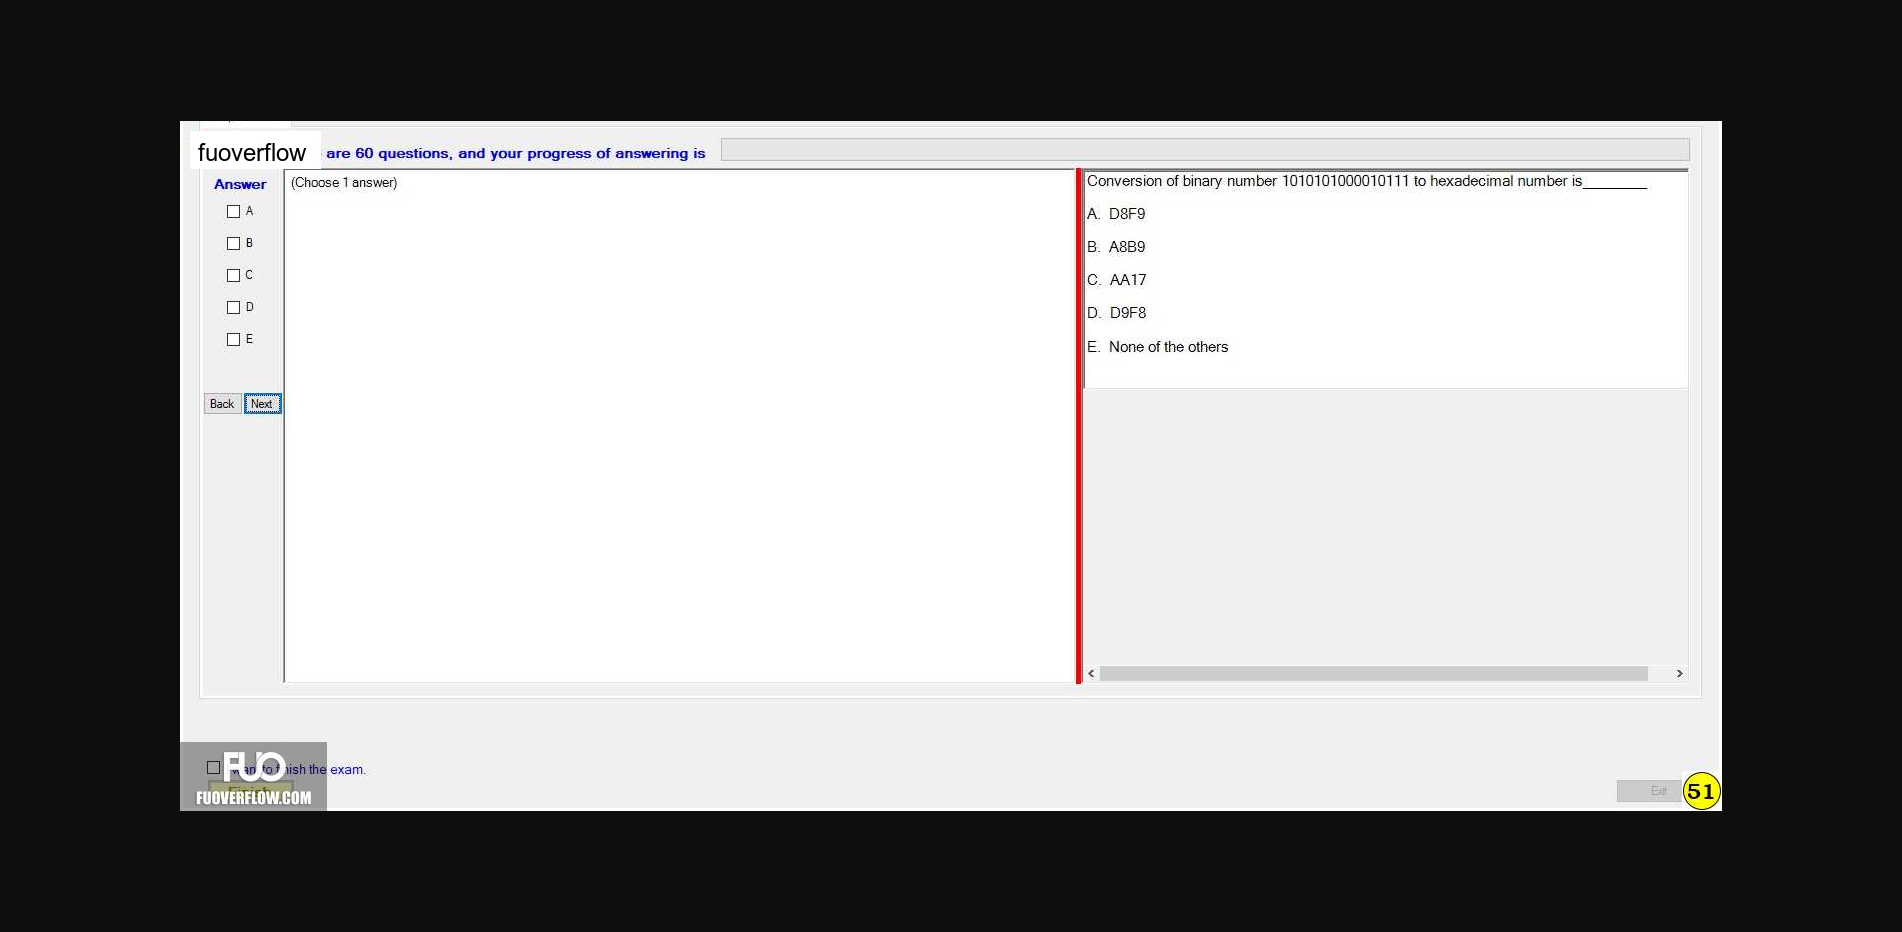 fuoverflow are 60 questions, and your progress of answering is
Answer
(Choose 1 answer)
A
B
C
D
E
Back Next
Conversion of binary number 1010101000010111 to hexadecimal number is________
A. D8F9
B. A8B9
C. AA17
D. D9F8
E. None of the others
want to finish the exam.
Finish
FUO
FUOVERFLOW.COM
Exit
51